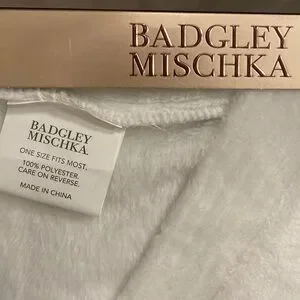 BADGLEY
MISCHKA
BADGLEY
MISCHKA
ONE SIZE FITS MOST.
100% POLYESTER.
CARE ON REVERSE.
MADE IN CHINA